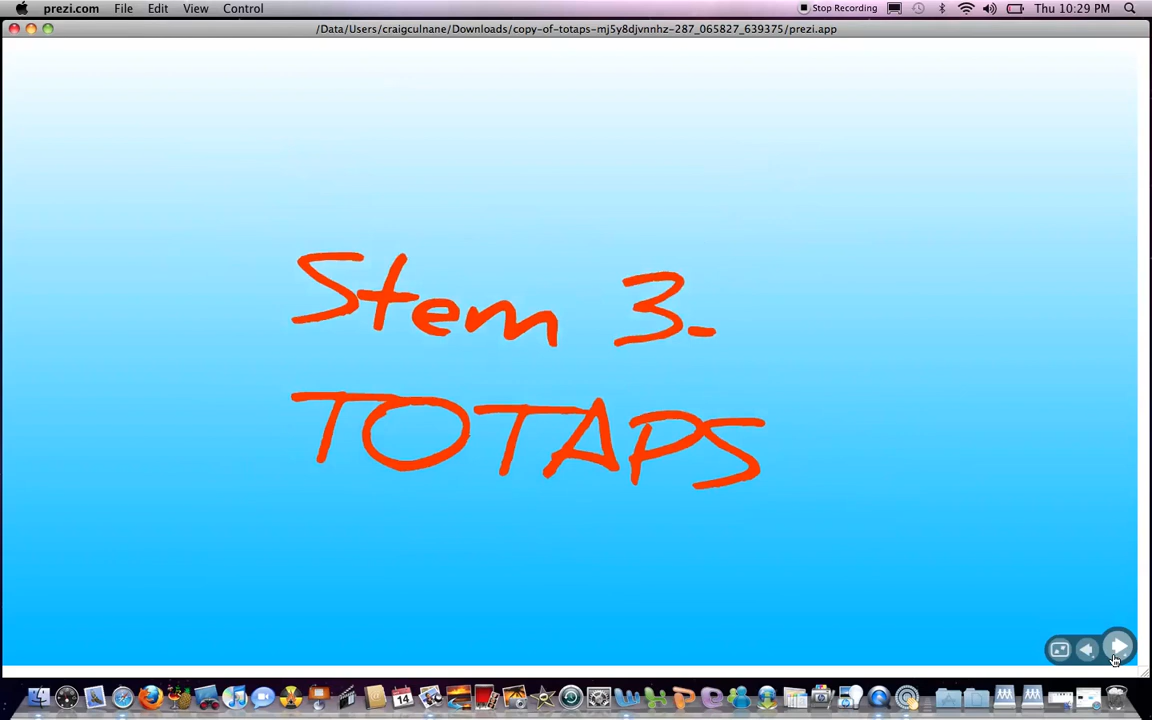 prezi.com File Edit View Control Stop Recording Thu 10:29 PM
/Data/Users/craigculnane/Downloads/copy-of-totaps-mj5y8djvnnhz-287_065827_639375/prezi.app
Stem 3.
TOTAPS